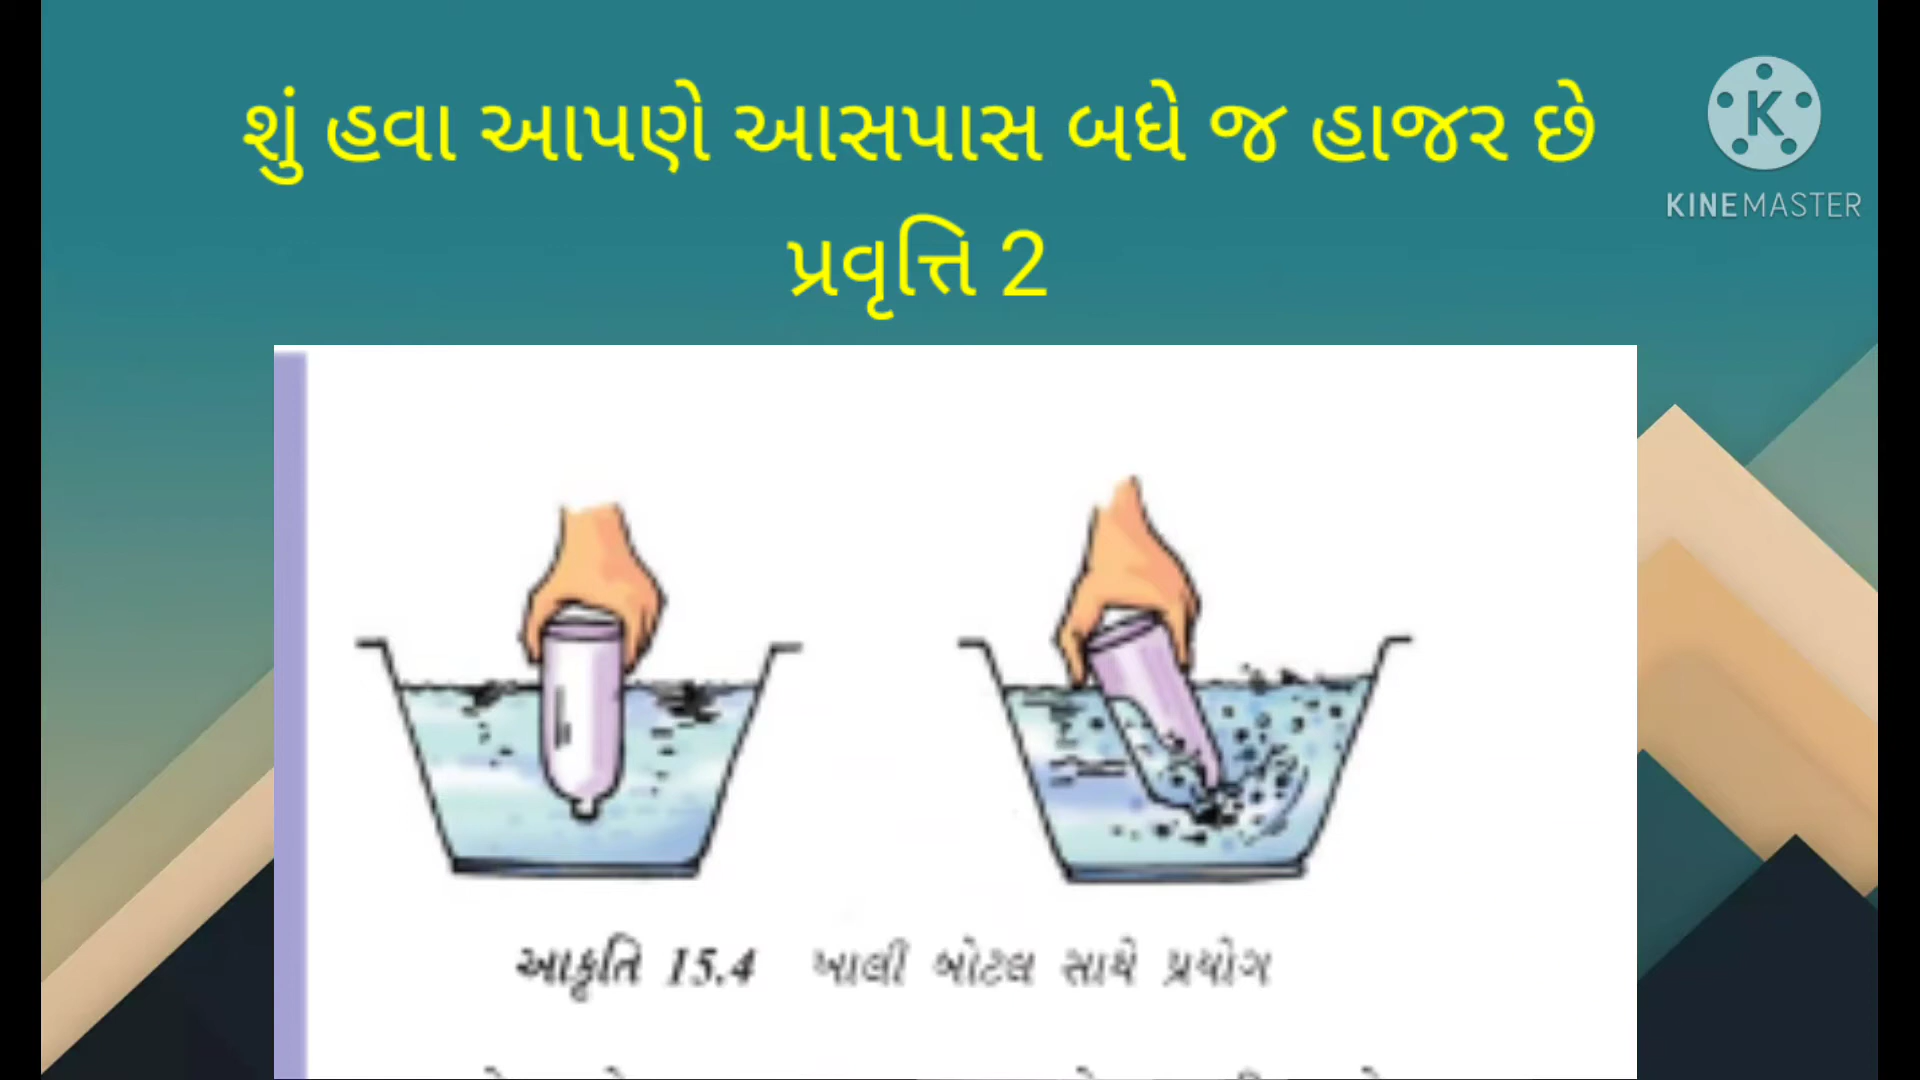 શું હવા આપણે આસપાસ બધે જ હાજર છે
પ્રવૃત્તિ 2
K
KINEMASTER
આકૃતિ 15.4 ખાલી બોટલ સાથે પ્રયોગ